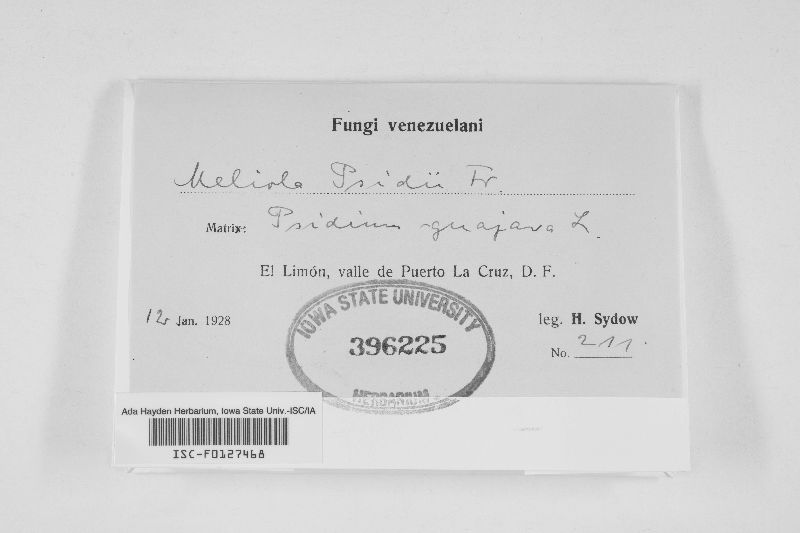 Fungi venezuelani
Meliola Psidii Fr.
Matrix: Psidium guajava L.
El Limón, valle de Puerto La Cruz, D. F.
12 Jan. 1928
leg. H. Sydow
No. 211.
IOWA STATE UNIVERSITY
396225
HERBARIUM
Ada Hayden Herbarium, Iowa State Univ.-ISC/IA
ISC-F0127468